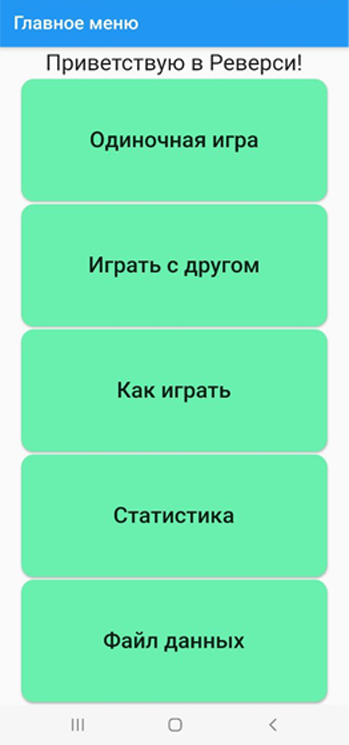 Главное меню
Приветствую в Реверси!
Одиночная игра
Играть с другом
Как играть
Статистика
Файл данных